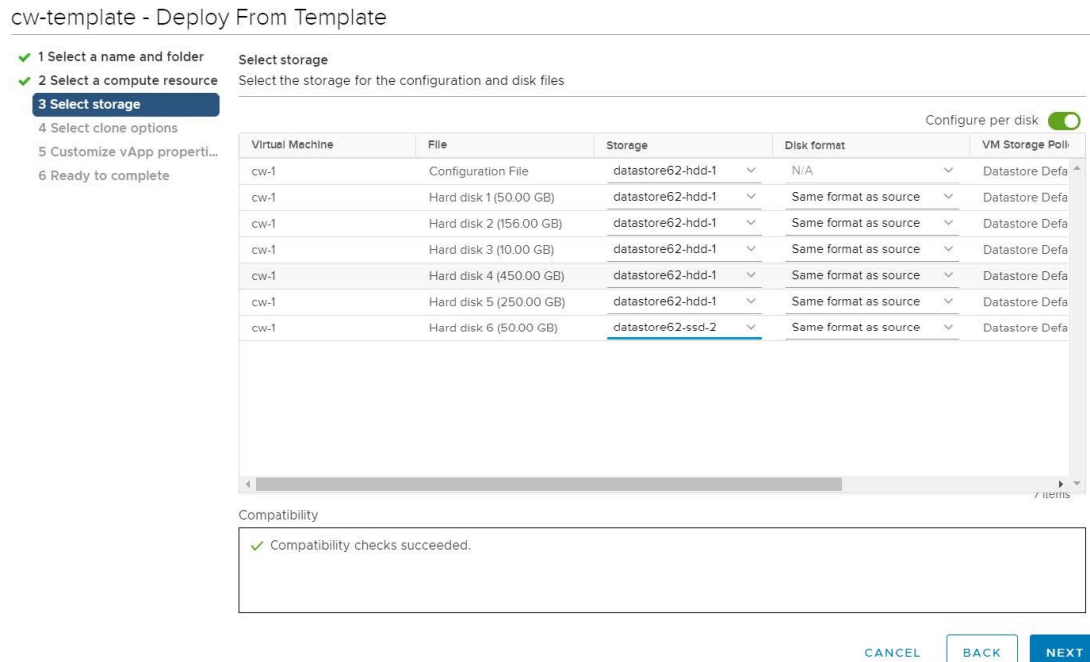 cw-template - Deploy From Template
1 Select a name and folder
2 Select a compute resource
3 Select storage
4 Select clone options
5 Customize vApp properti...
6 Ready to complete
Select storage
Select the storage for the configuration and disk files
Configure per disk
Virtual Machine File Storage Disk format VM Storage Poli
cw-1 Configuration File datastore62-hdd-1 N/A Datastore Defa
cw-1 Hard disk 1 (50.00 GB) datastore62-hdd-1 Same format as source Datastore Defa
cw-1 Hard disk 2 (156.00 GB) datastore62-hdd-1 Same format as source Datastore Defa
cw-1 Hard disk 3 (10.00 GB) datastore62-hdd-1 Same format as source Datastore Defa
cw-1 Hard disk 4 (450.00 GB) datastore62-hdd-1 Same format as source Datastore Defa
cw-1 Hard disk 5 (250.00 GB) datastore62-hdd-1 Same format as source Datastore Defa
cw-1 Hard disk 6 (50.00 GB) datastore62-ssd-2 Same format as source Datastore Defa
7 items
Compatibility
Compatibility checks succeeded.
CANCEL BACK NEXT